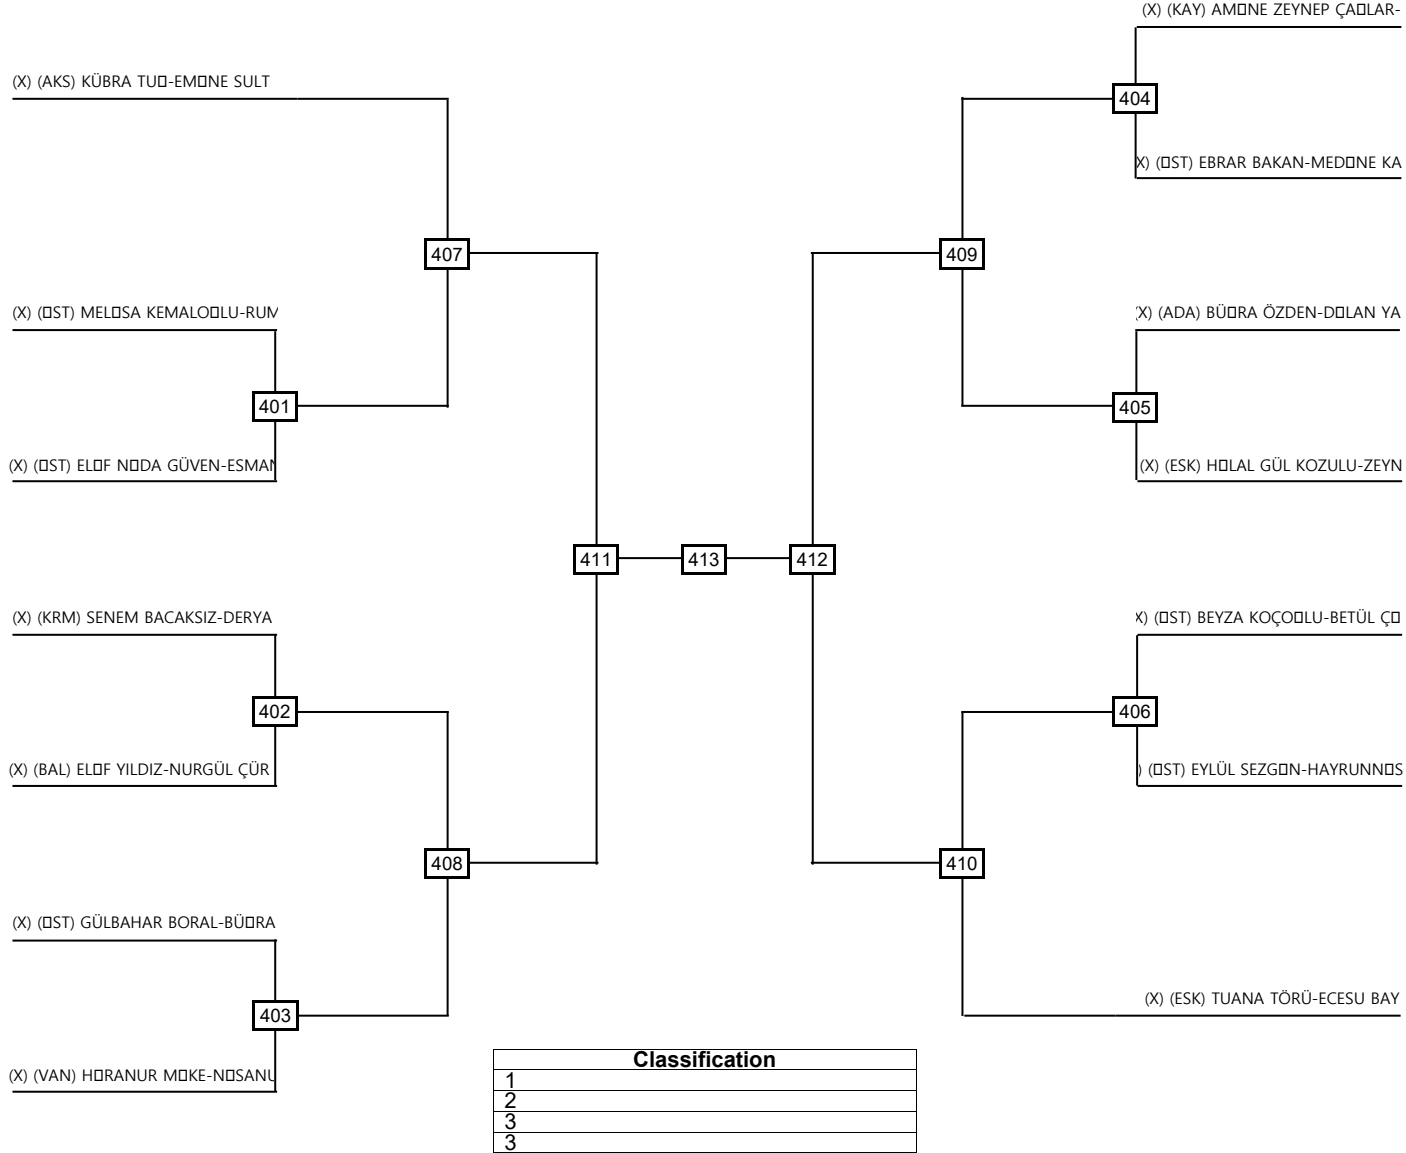 (X) (KAY) AM□NE ZEYNEP ÇA□LAR-
(X) (AKS) KÜBRA TU□-EM□NE SULT
404
X) (□ST) EBRAR BAKAN-MED□NE KA
407
409
(X) (□ST) MEL□SA KEMALO□LU-RUM
(X) (ADA) BÜ□RA ÖZDEN-D□LAN YA
401
405
(X) (□ST) EL□F N□DA GÜVEN-ESMAN
(X) (ESK) H□LAL GÜL KOZULU-ZEYN
411
413
412
(X) (KRM) SENEM BACAKSIZ-DERYA
X) (□ST) BEYZA KOÇO□LU-BETÜL Ç□
402
406
(X) (BAL) EL□F YILDIZ-NURGÜL ÇÜR
) (□ST) EYLÜL SEZG□N-HAYRUNN□S
408
410
(X) (□ST) GÜLBAHAR BORAL-BÜ□RA
(X) (ESK) TUANA TÖRÜ-ECESU BAY
403
(X) (VAN) H□RANUR M□KE-N□SANU
Classification
1
2
3
3